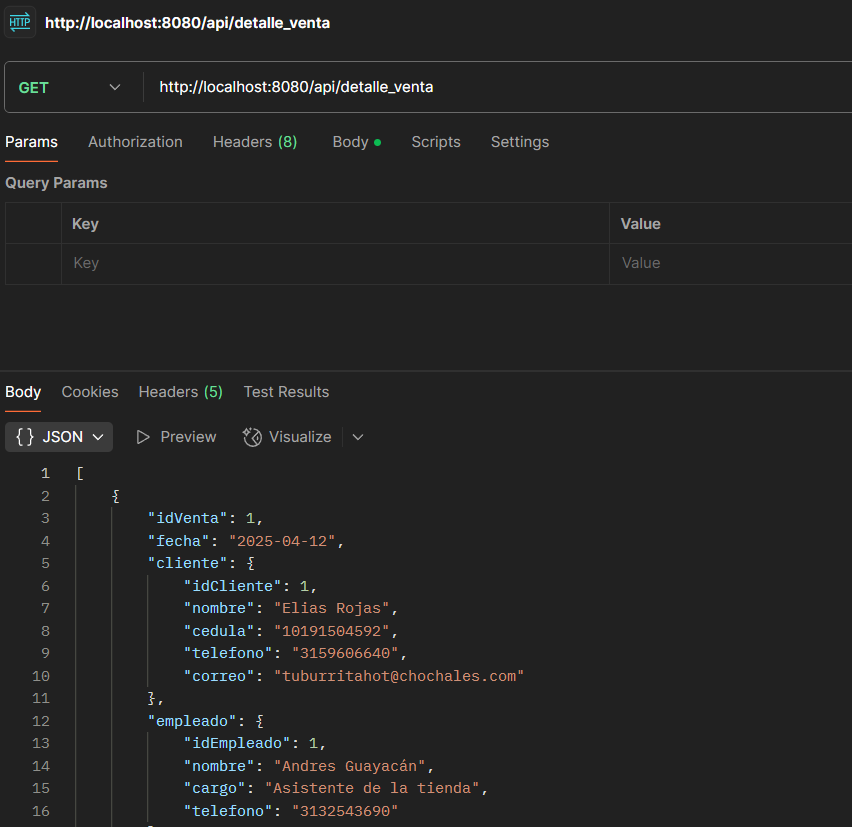 HTTP http://localhost:8080/api/detalle_venta
GET http://localhost:8080/api/detalle_venta
Params Authorization Headers (8) Body Scripts Settings
Query Params
Key Value
Key Value
Body Cookies Headers (5) Test Results
{} JSON Preview Visualize
1 [
2 {
3 "idVenta": 1,
4 "fecha": "2025-04-12",
5 "cliente": {
6 "idCliente": 1,
7 "nombre": "Elias Rojas",
8 "cedula": "10191504592",
9 "telefono": "3159606640",
10 "correo": "tuburritahot@chochales.com"
11 },
12 "empleado": {
13 "idEmpleado": 1,
14 "nombre": "Andres Guayacán",
15 "cargo": "Asistente de la tienda",
16 "telefono": "3132543690"